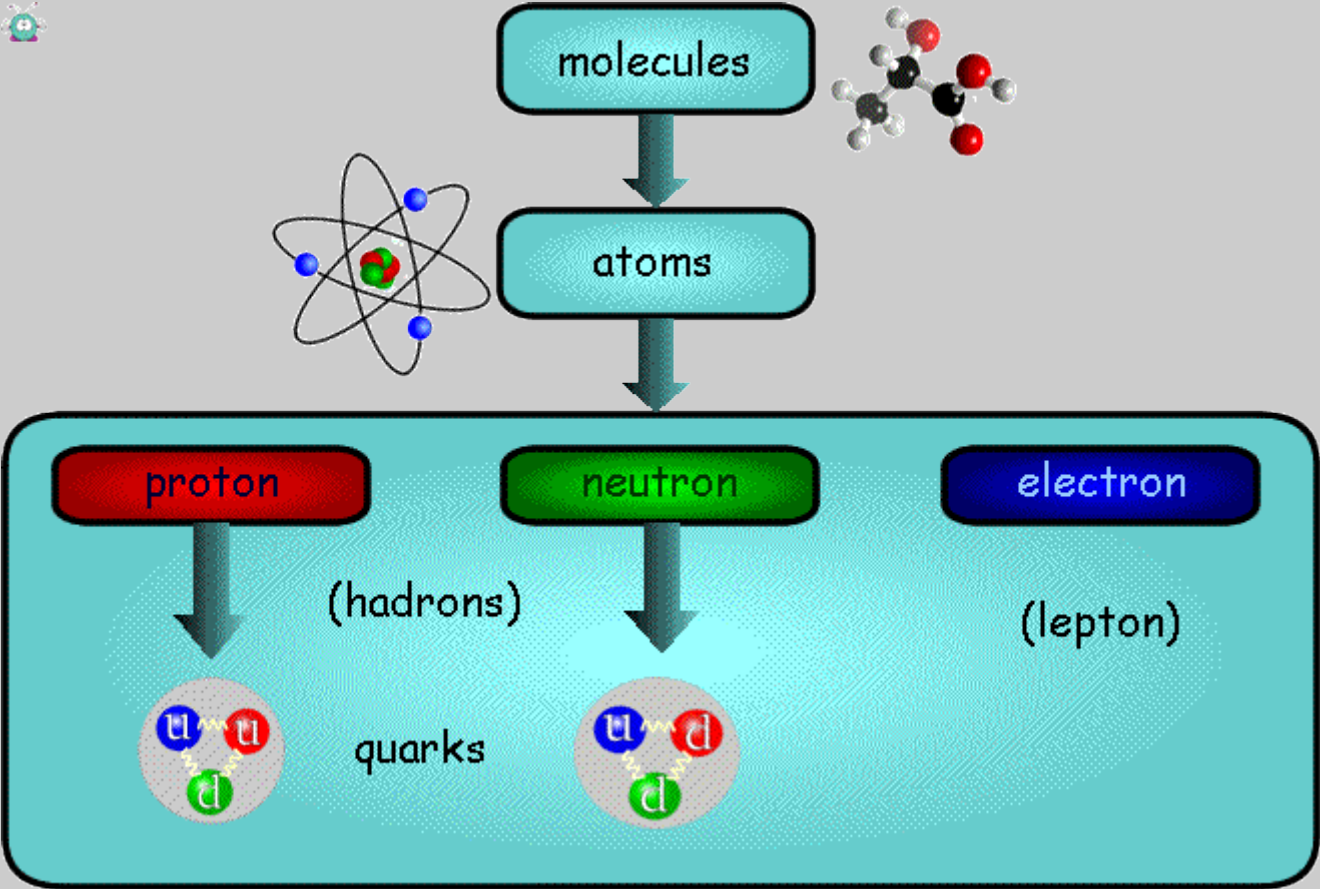 molecules
atoms
proton
neutron
electron
(hadrons)
(lepton)
u
u
d
quarks
u
d
d